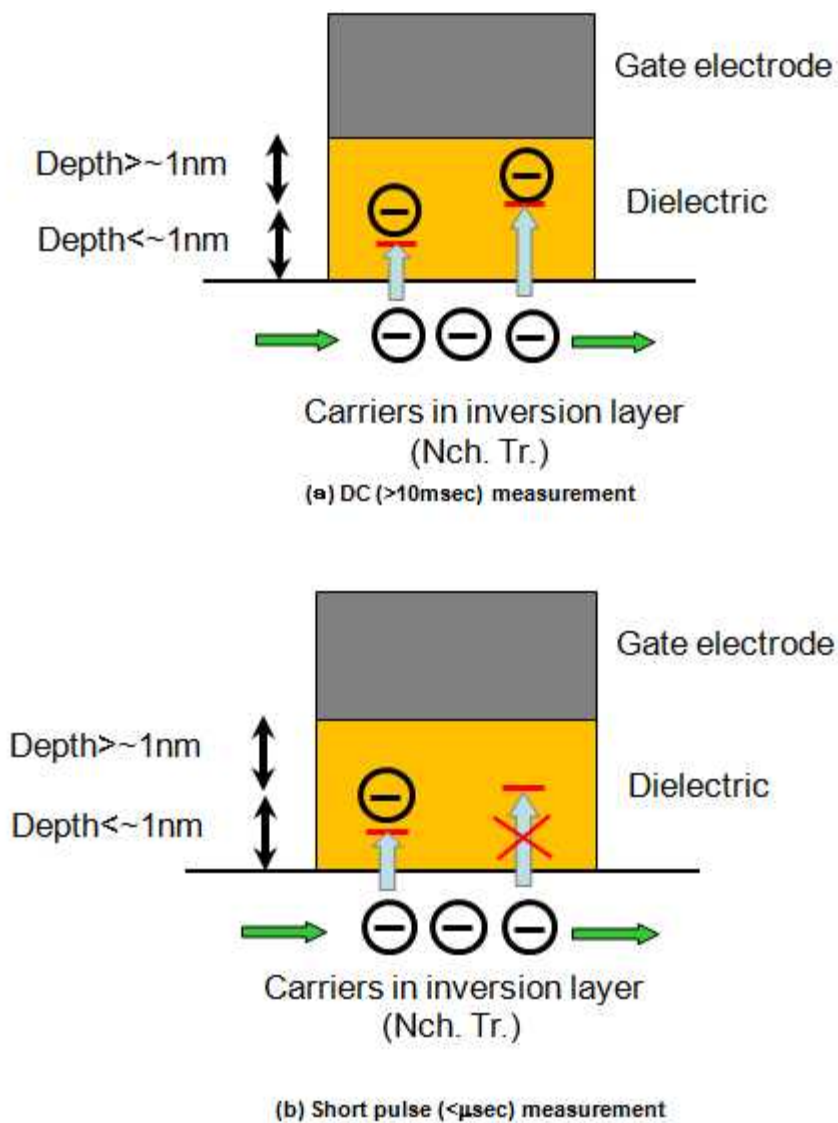 Gate electrode
Depth>~1nm
Dielectric
Depth<~1nm
Carriers in inversion layer
(Nch. Tr.)
(a) DC (>10msec) measurement
Gate electrode
Depth>~1nm
Dielectric
Depth<~1nm
Carriers in inversion layer
(Nch. Tr.)
(b) Short pulse (<μsec) measurement